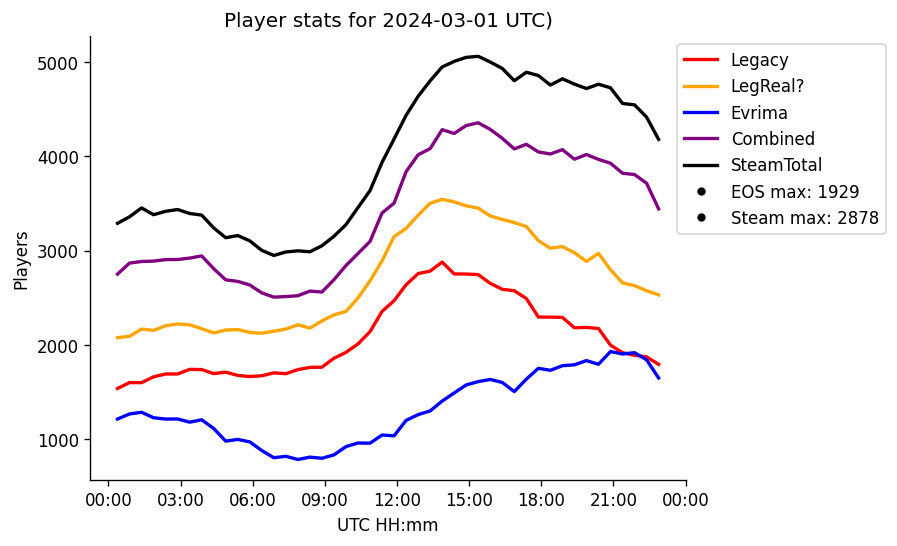 Player stats for 2024-03-01 UTC)
Legacy
LegReal?
Evrima
Combined
SteamTotal
EOS max: 1929
Steam max: 2878
Players
5000
4000
3000
2000
1000
00:00 03:00 06:00 09:00 12:00 15:00 18:00 21:00 00:00
UTC HH:mm